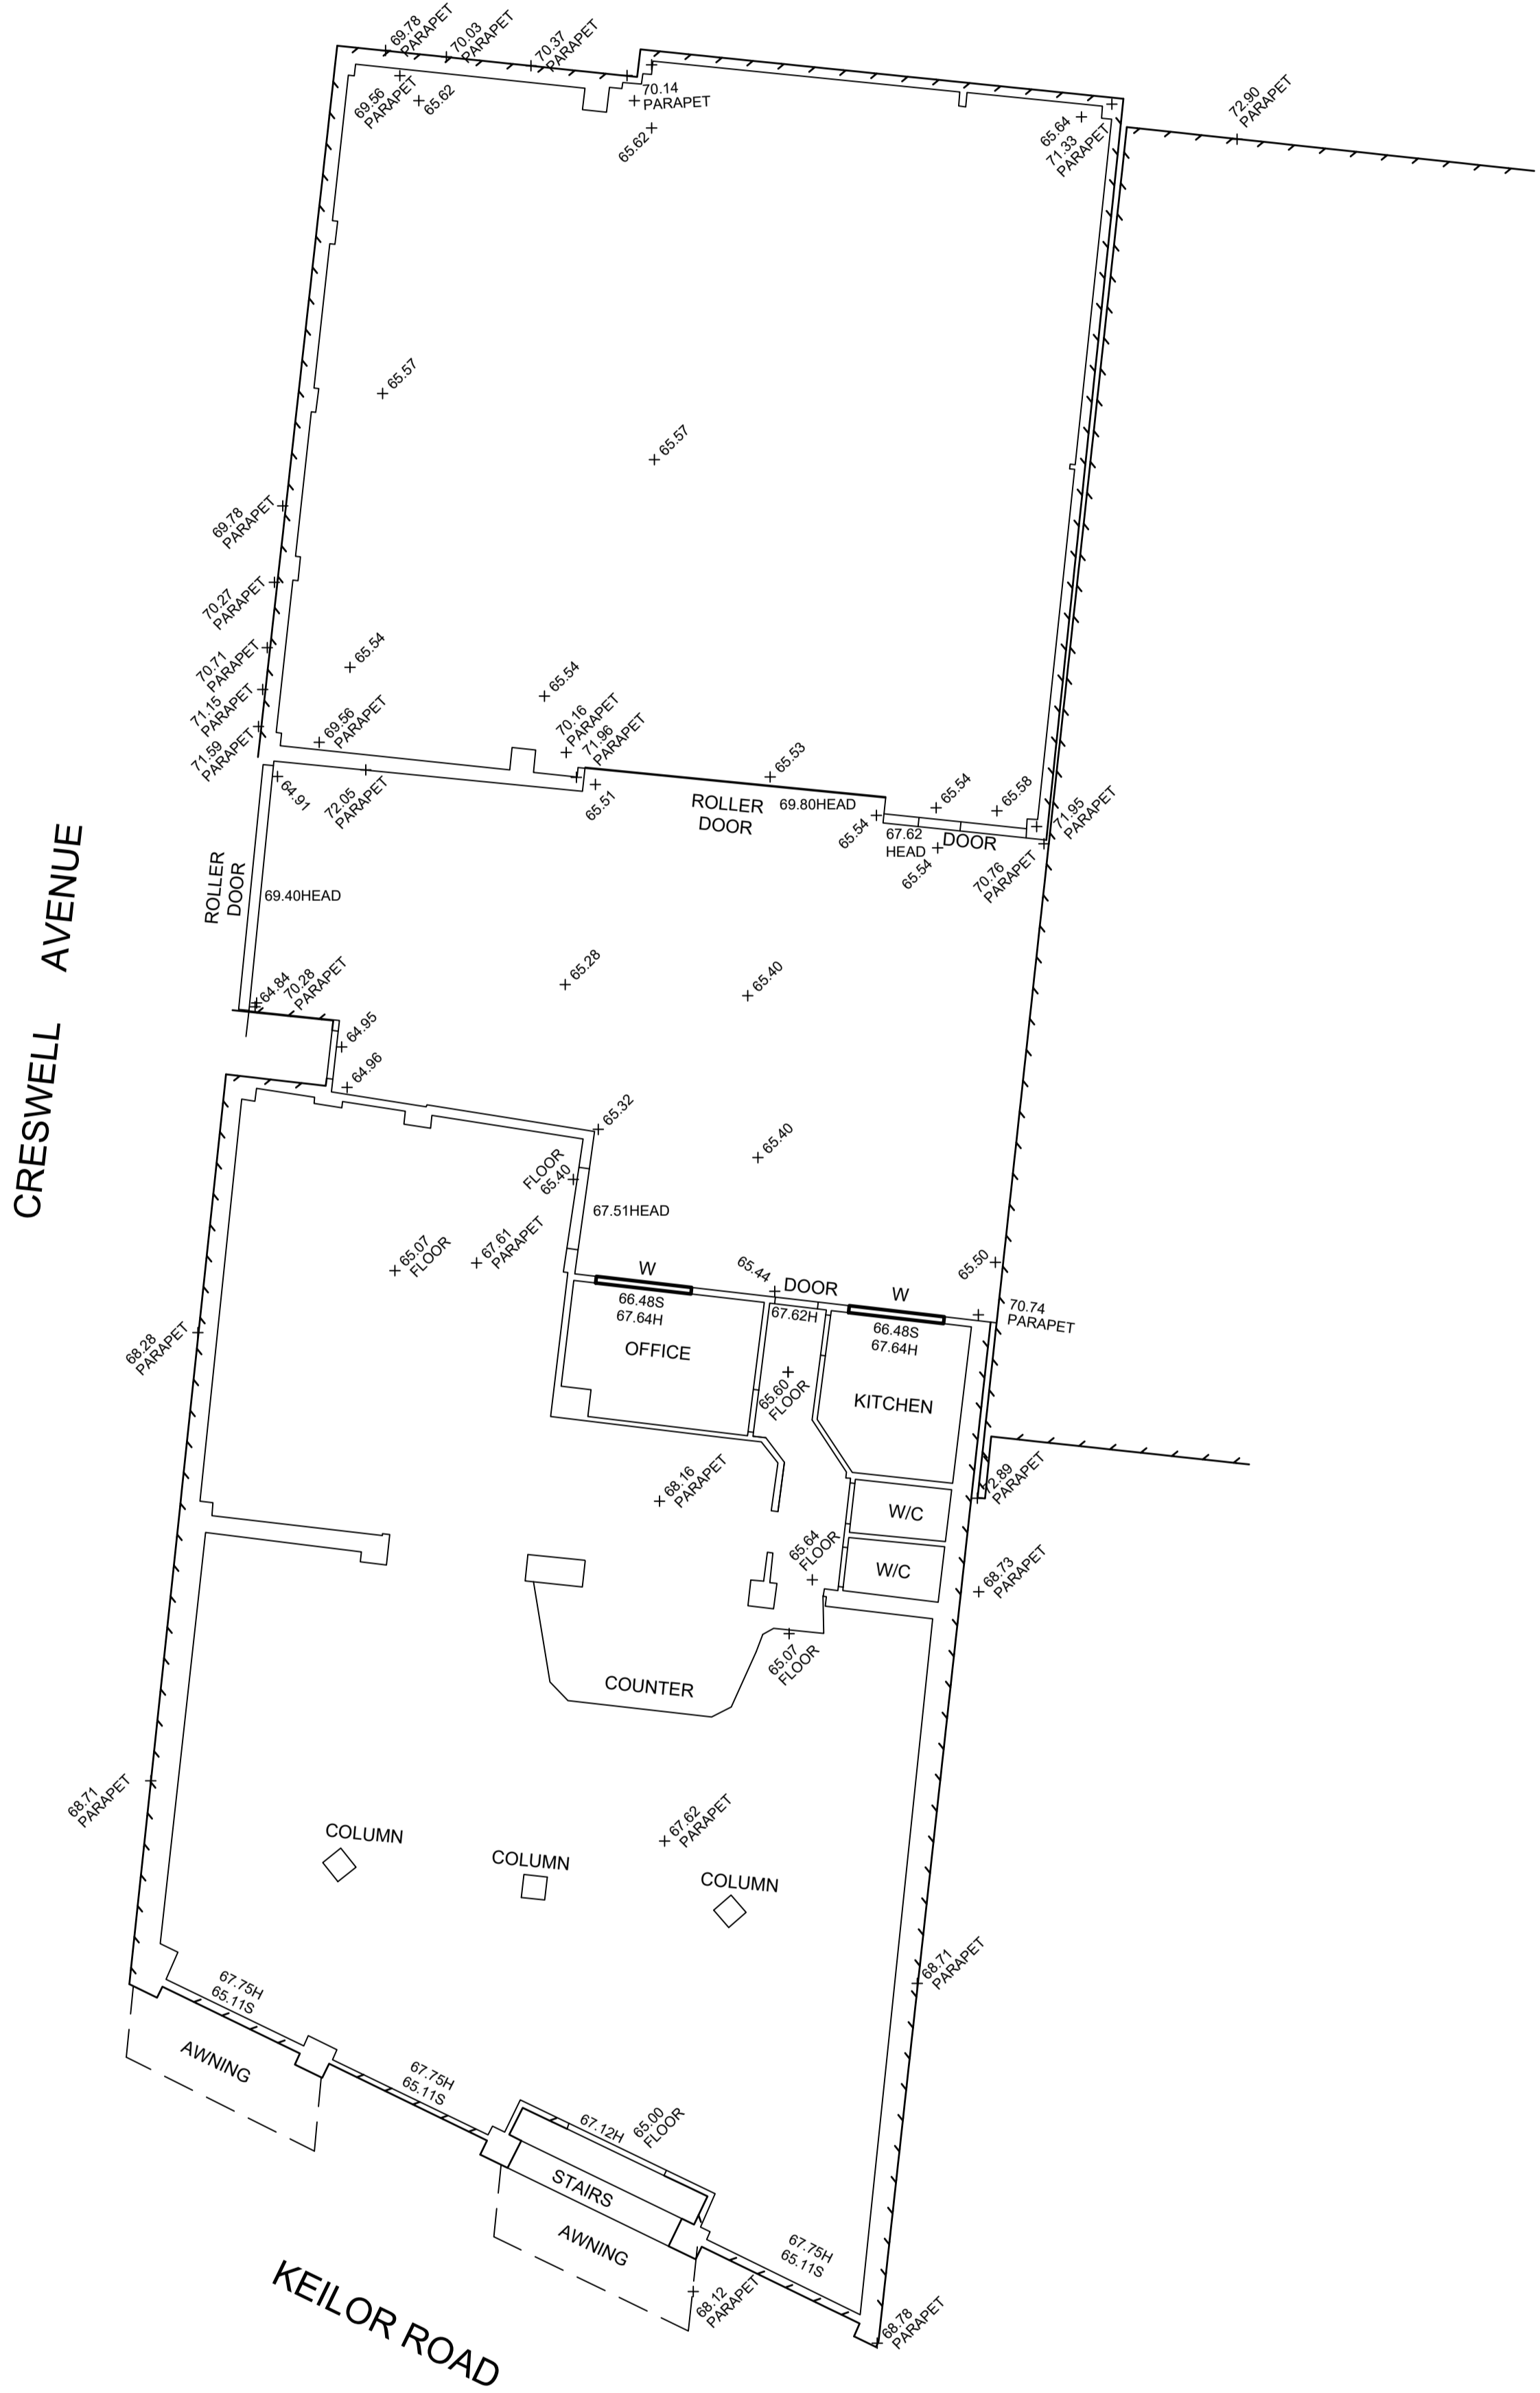 69.78
PARAPET
70.03
PARAPET
70.37
PARAPET
69.56
PARAPET
65.62
70.14
PARAPET
65.62
65.64
71.33
PARAPET
72.90
PARAPET
65.57
65.57
69.78
PARAPET
70.27
PARAPET
70.71
PARAPET
71.15
PARAPET
71.59
PARAPET
65.54
65.54
69.56
PARAPET
70.16
PARAPET
71.96
PARAPET
64.91
72.05
PARAPET
65.51
65.53
ROLLER
DOOR
69.80HEAD
65.54
65.58
65.54
67.62
HEAD
DOOR
65.54
71.95
PARAPET
70.76
PARAPET
CRESWELL AVENUE
ROLLER
DOOR
69.40HEAD
64.84
70.28
PARAPET
64.95
64.96
65.28
65.40
65.32
65.40
FLOOR
65.40
67.51HEAD
65.07
FLOOR
67.61
PARAPET
W
66.48S
67.64H
OFFICE
65.44
DOOR
67.62H
W
66.48S
67.64H
65.50
70.74
PARAPET
68.28
PARAPET
65.60
FLOOR
KITCHEN
68.16
PARAPET
72.89
PARAPET
W/C
65.64
FLOOR
W/C
68.73
PARAPET
65.07
FLOOR
COUNTER
68.71
PARAPET
67.62
PARAPET
COLUMN
COLUMN
COLUMN
68.71
PARAPET
67.75H
65.11S
AWNING
67.75H
65.11S
67.12H
65.00
FLOOR
STAIRS
AWNING
67.75H
65.11S
68.12
PARAPET
68.78
PARAPET
KEILOR ROAD